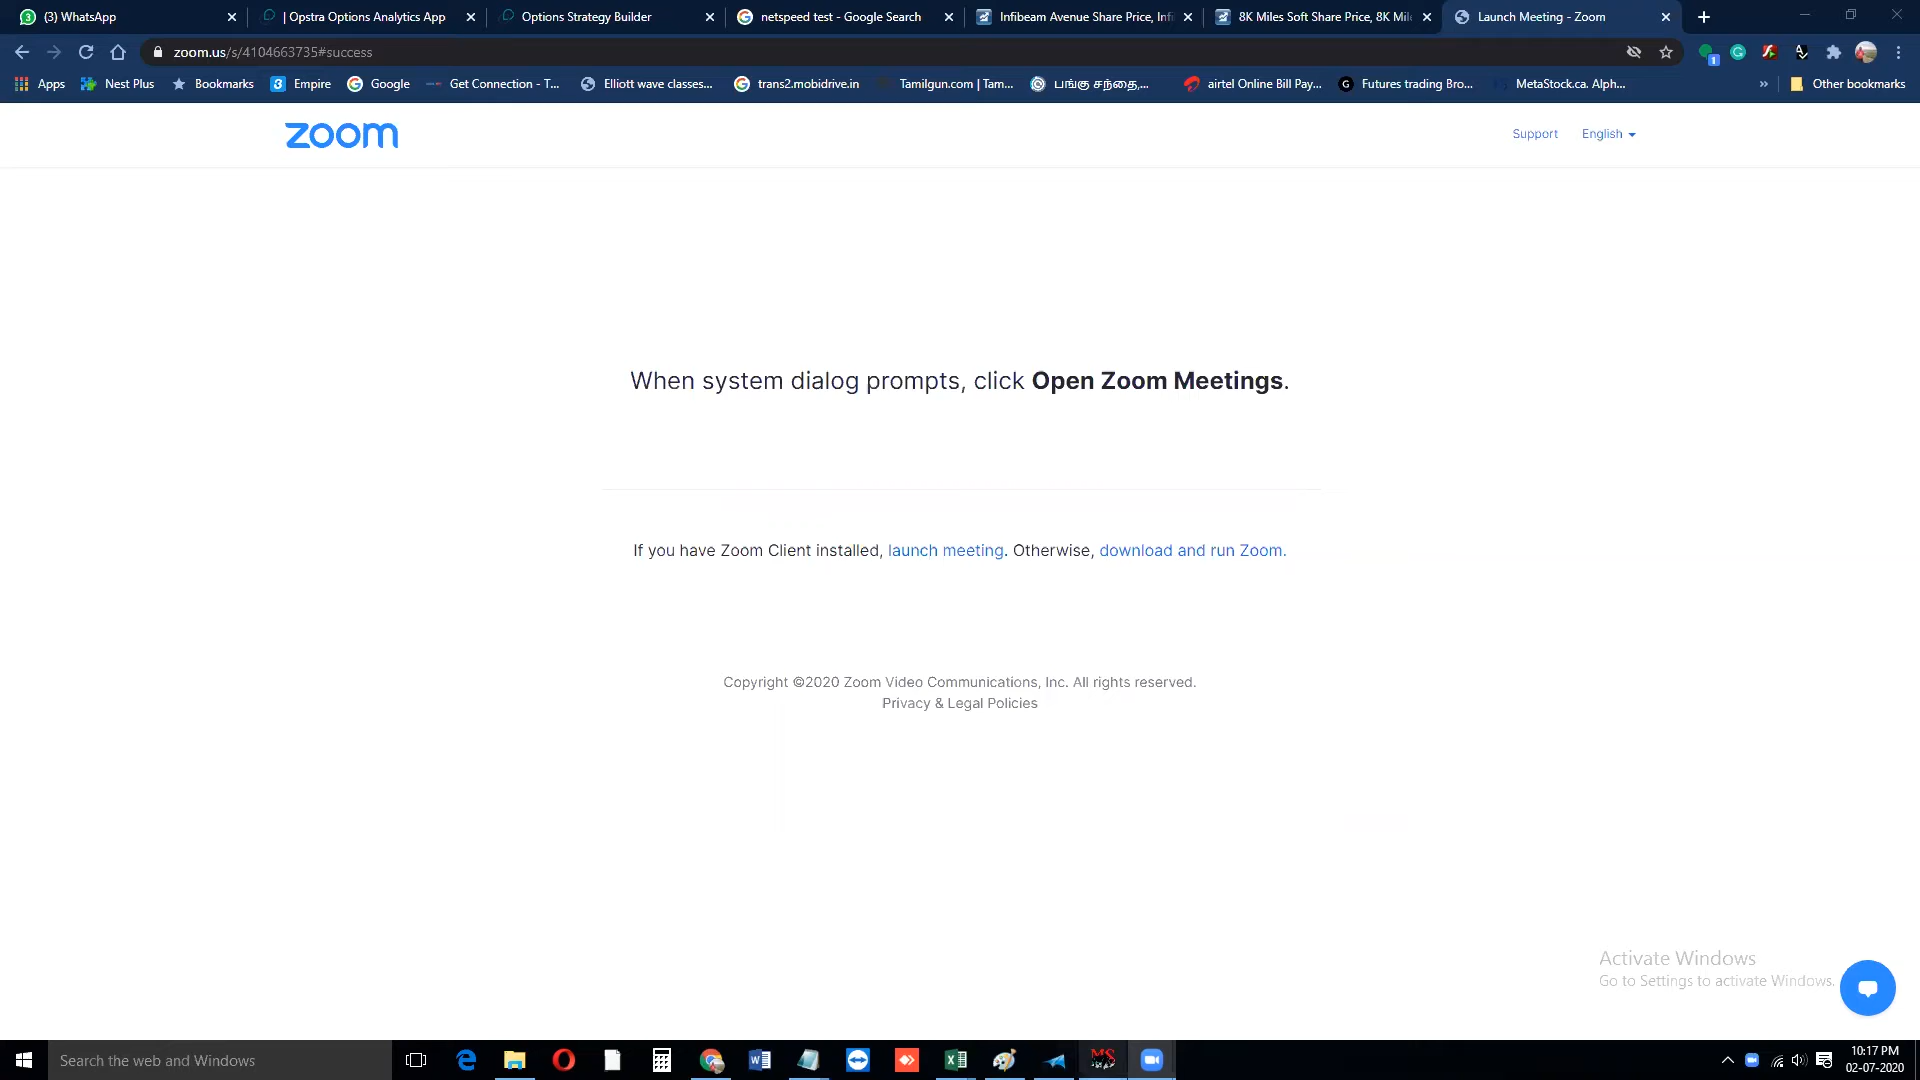 (3) WhatsApp
| Opstra Options Analytics App
Options Strategy Builder
netspeed test - Google Search
Infibeam Avenue Share Price, Infi
8K Miles Soft Share Price, 8K Mil
Launch Meeting - Zoom
zoom.us/s/4104663735#success
Apps
Nest Plus
Bookmarks
Empire
Google
Get Connection - T...
Elliott wave classes...
trans2.mobidrive.in
Tamilgun.com | Tam...
பங்கு சந்தை,...
airtel Online Bill Pay...
Futures trading Bro...
MetaStock.ca. Alph...
»
Other bookmarks
zoom
Support
English
When system dialog prompts, click Open Zoom Meetings.
If you have Zoom Client installed, launch meeting. Otherwise, download and run Zoom.
Copyright ©2020 Zoom Video Communications, Inc. All rights reserved.
Privacy & Legal Policies
Activate Windows
Go to Settings to activate Windows.
Search the web and Windows
MS
10:17 PM
02-07-2020